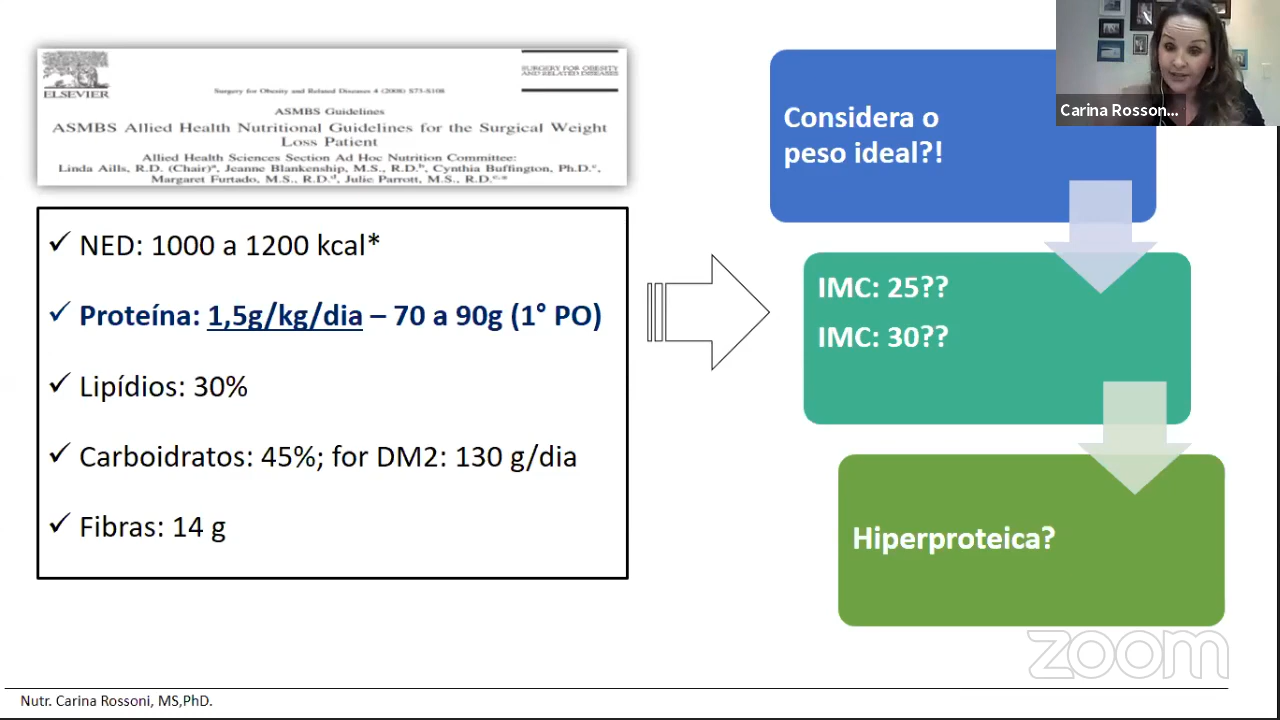 ELSEVIER
SURGERY FOR OBESITY
AND RELATED DISEASES
Surgery for Obesity and Related Diseases 4 (2008) S73-S108
ASMBS Guidelines
ASMBS Allied Health Nutritional Guidelines for the Surgical Weight
Loss Patient
Allied Health Sciences Section Ad Hoc Nutrition Committee:
Linda Aills, R.D. (Chair)ᵃ, Jeanne Blankenship, M.S., R.D.ᵇ, Cynthia Buffington, Ph.D.ᶜ,
Margaret Furtado, M.S., R.D.ᵈ, Julie Parrott, M.S., R.D.ᵉ,*
✓ NED: 1000 a 1200 kcal*
✓ Proteína: 1,5g/kg/dia – 70 a 90g (1° PO)
✓ Lipídios: 30%
✓ Carboidratos: 45%; for DM2: 130 g/dia
✓ Fibras: 14 g
Considera o
peso ideal?!
IMC: 25??
IMC: 30??
Hiperproteica?
Carina Rosson...
zoom
Nutr. Carina Rossoni, MS,PhD.